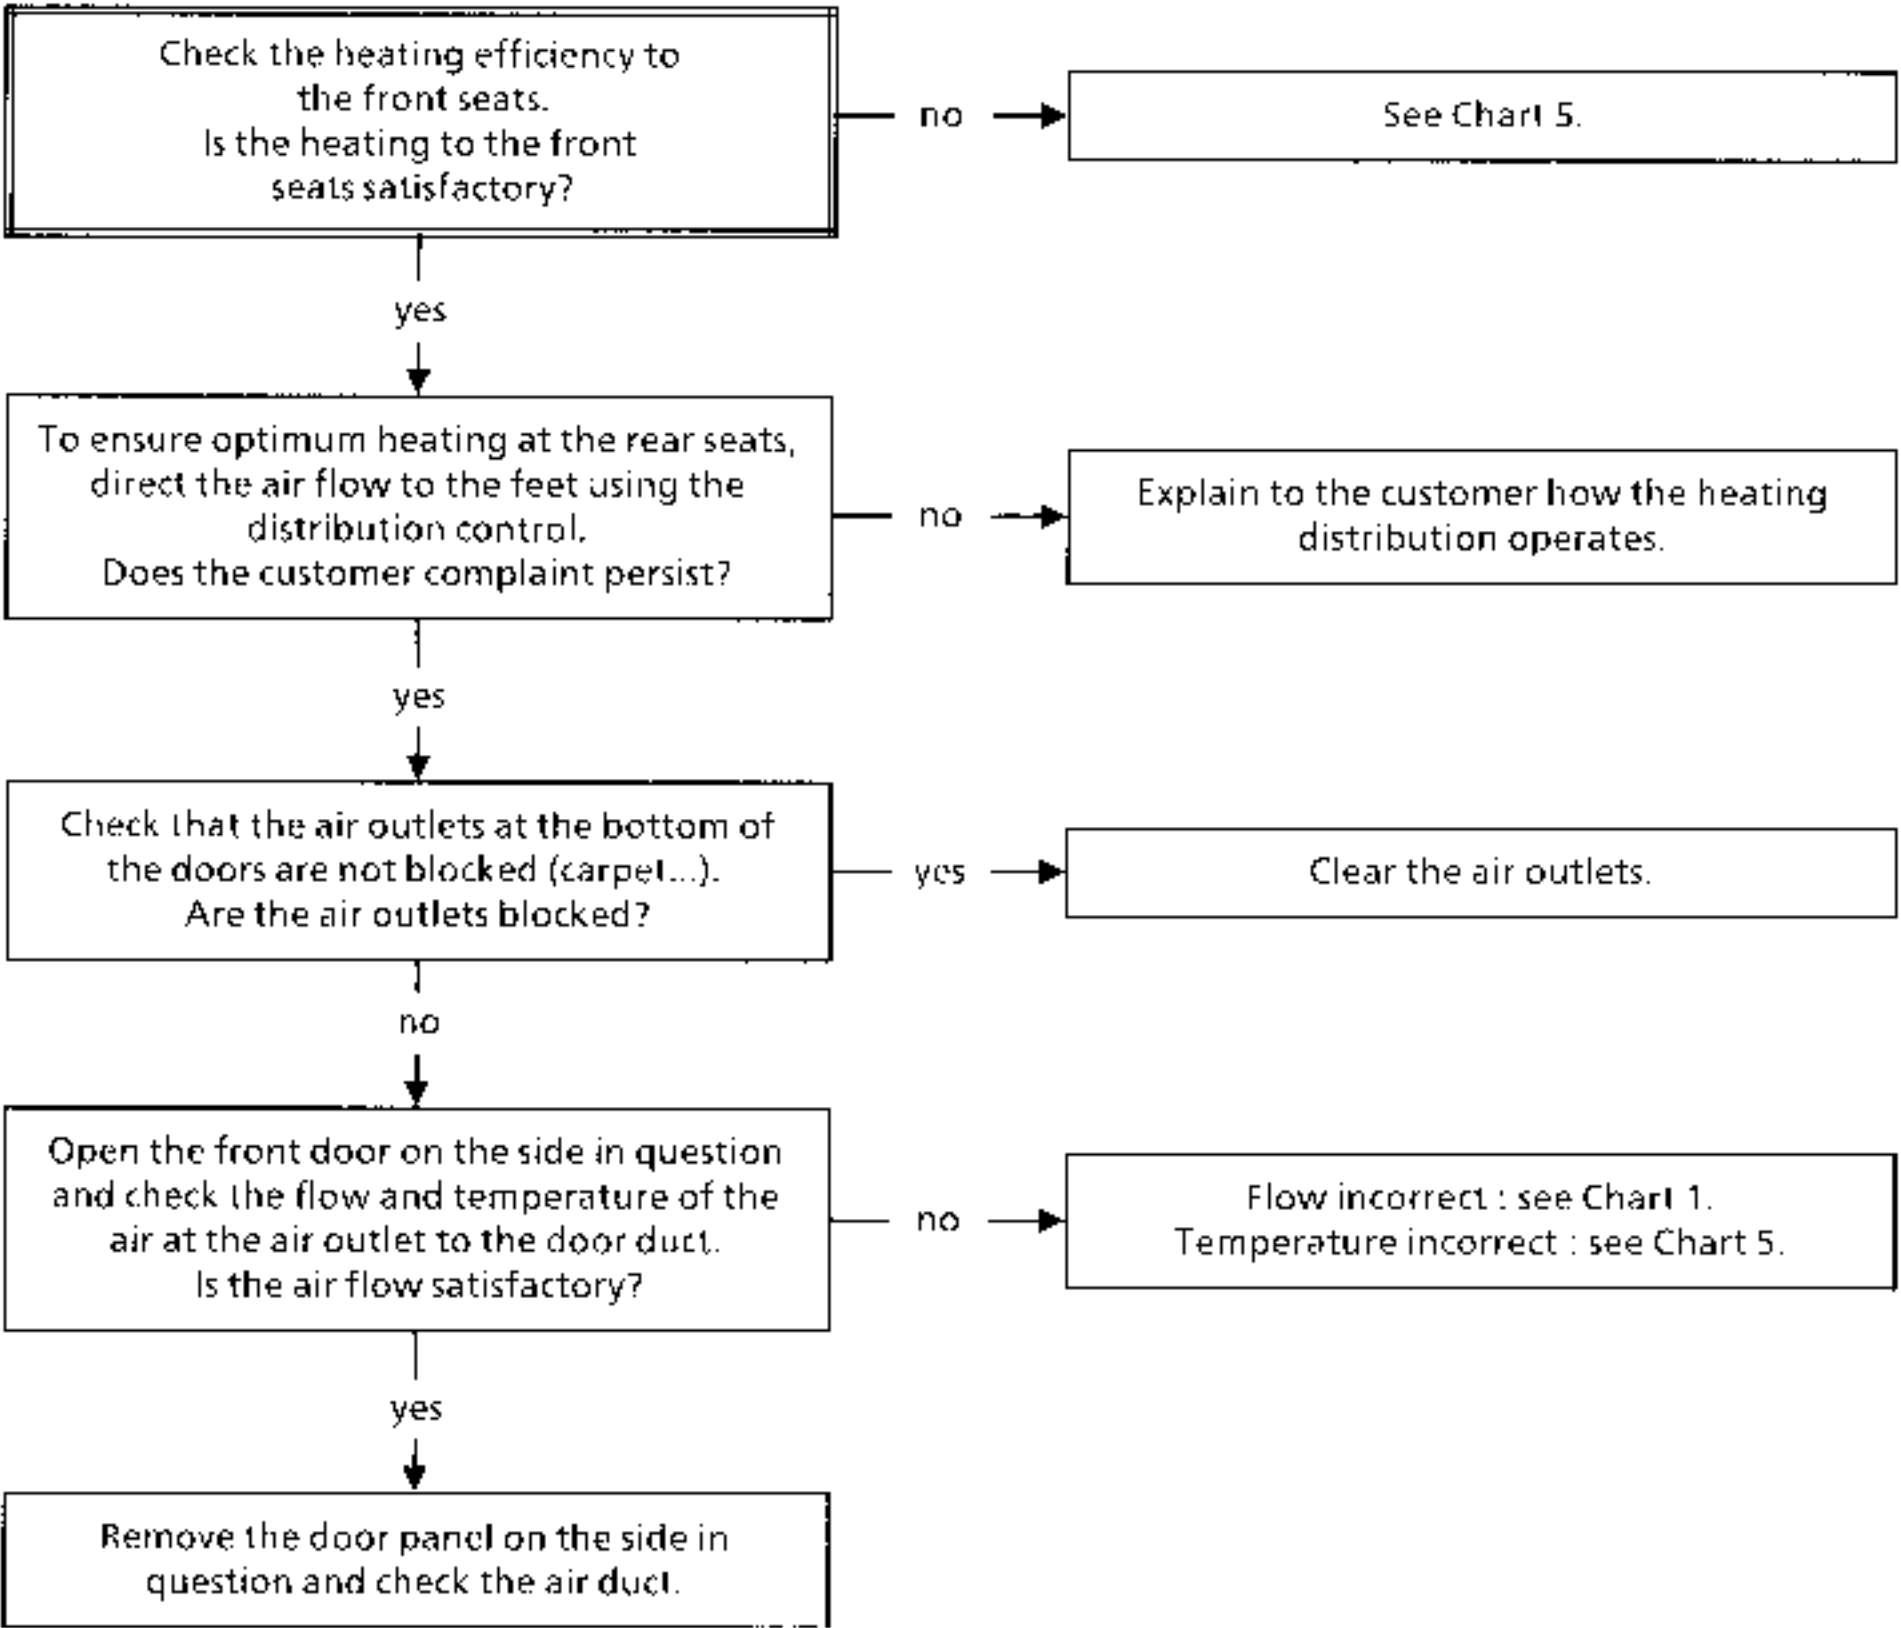 Check the heating efficiency to
the front seats.
Is the heating to the front
seats satisfactory?
no
See Chart 5.
yes
To ensure optimum heating at the rear seats,
direct the air flow to the feet using the
distribution control.
Does the customer complaint persist?
no
Explain to the customer how the heating
distribution operates.
yes
Check that the air outlets at the bottom of
the doors are not blocked (carpet...).
Are the air outlets blocked?
yes
Clear the air outlets.
no
Open the front door on the side in question
and check the flow and temperature of the
air at the air outlet to the door duct.
Is the air flow satisfactory?
no
Flow incorrect : see Chart 1.
Temperature incorrect : see Chart 5.
yes
Remove the door panel on the side in
question and check the air duct.